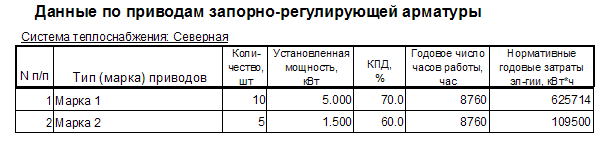 Данные по приводам запорно-регулирующей арматуры
Система теплоснабжения: Северная
N п/п Тип (марка) приводов Коли-чество, шт Установленная мощность, кВт КПД, % Годовое число часов работы, час Нормативные годовые затраты эл-гии, кВт*ч
1 Марка 1 10 5.000 70.0 8760 625714
2 Марка 2 5 1.500 60.0 8760 109500